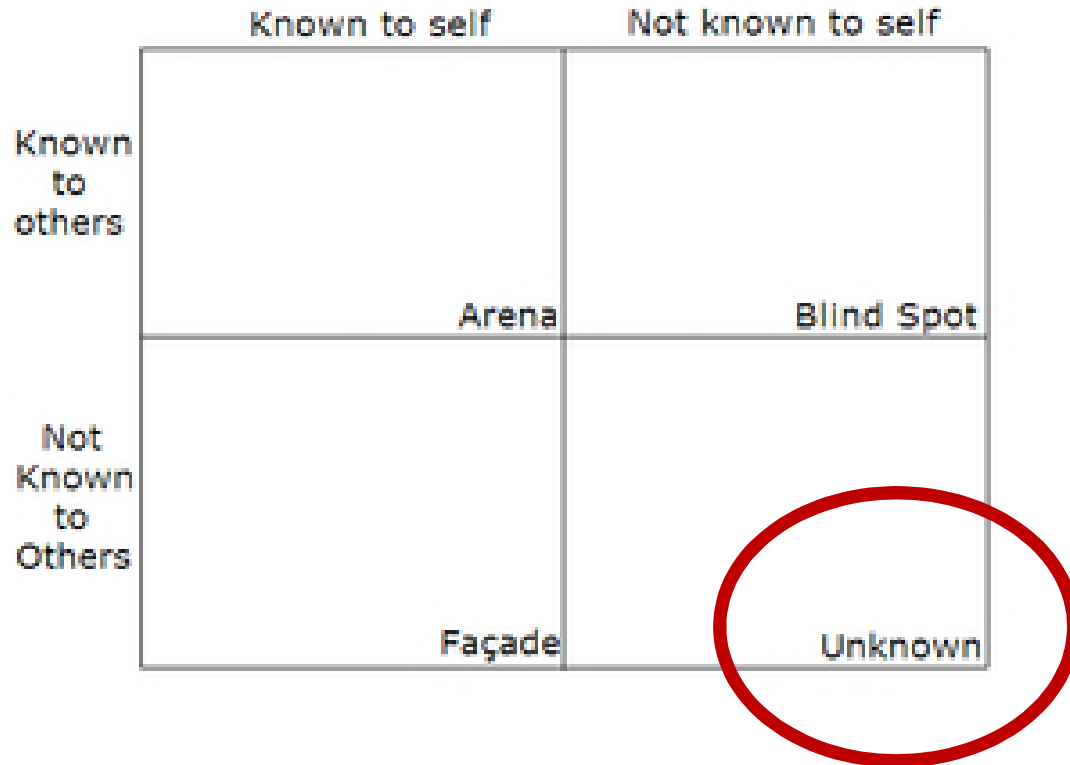 Known to self
Not known to self
Known
to
others
Arena
Blind Spot
Not
Known
to
Others
Façade
Unknown